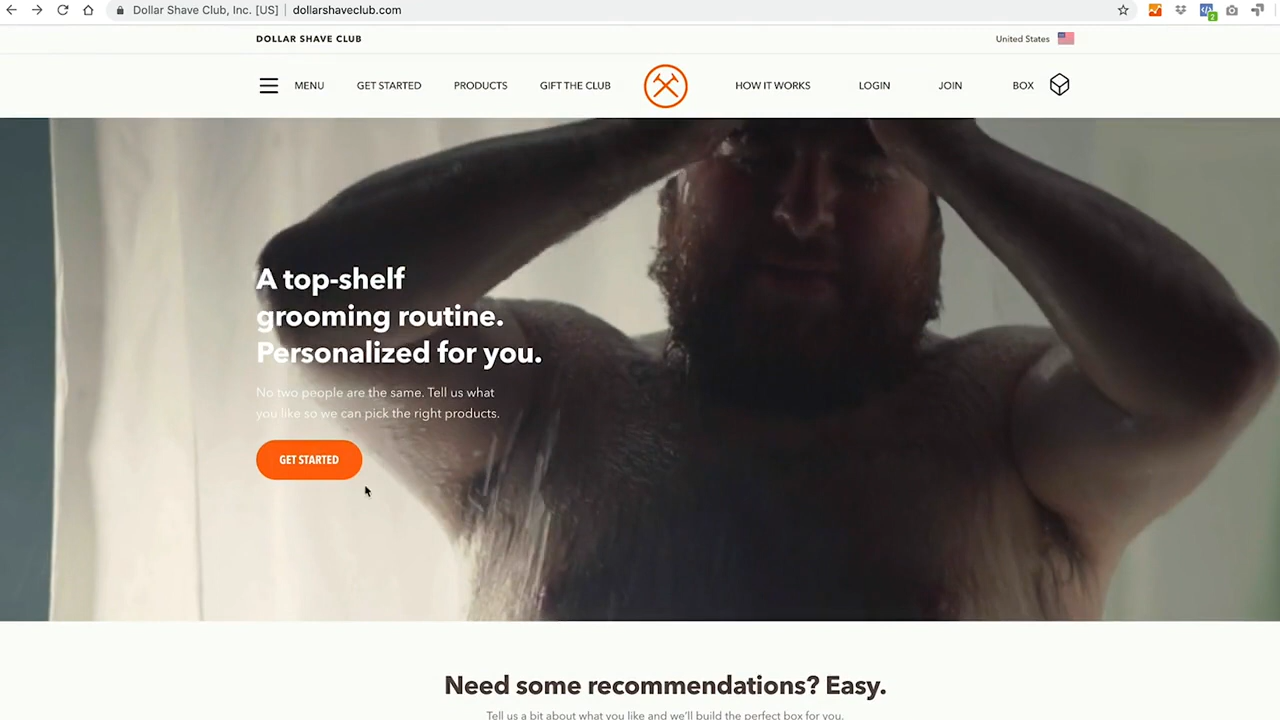 Dollar Shave Club, Inc. [US] | dollarshaveclub.com
2
DOLLAR SHAVE CLUB
United States
MENU GET STARTED PRODUCTS GIFT THE CLUB HOW IT WORKS LOGIN JOIN BOX
A top-shelf
grooming routine.
Personalized for you.
No two people are the same. Tell us what
you like so we can pick the right products.
GET STARTED
Need some recommendations? Easy.
Tell us a bit about what you like and we'll build the perfect box for you.